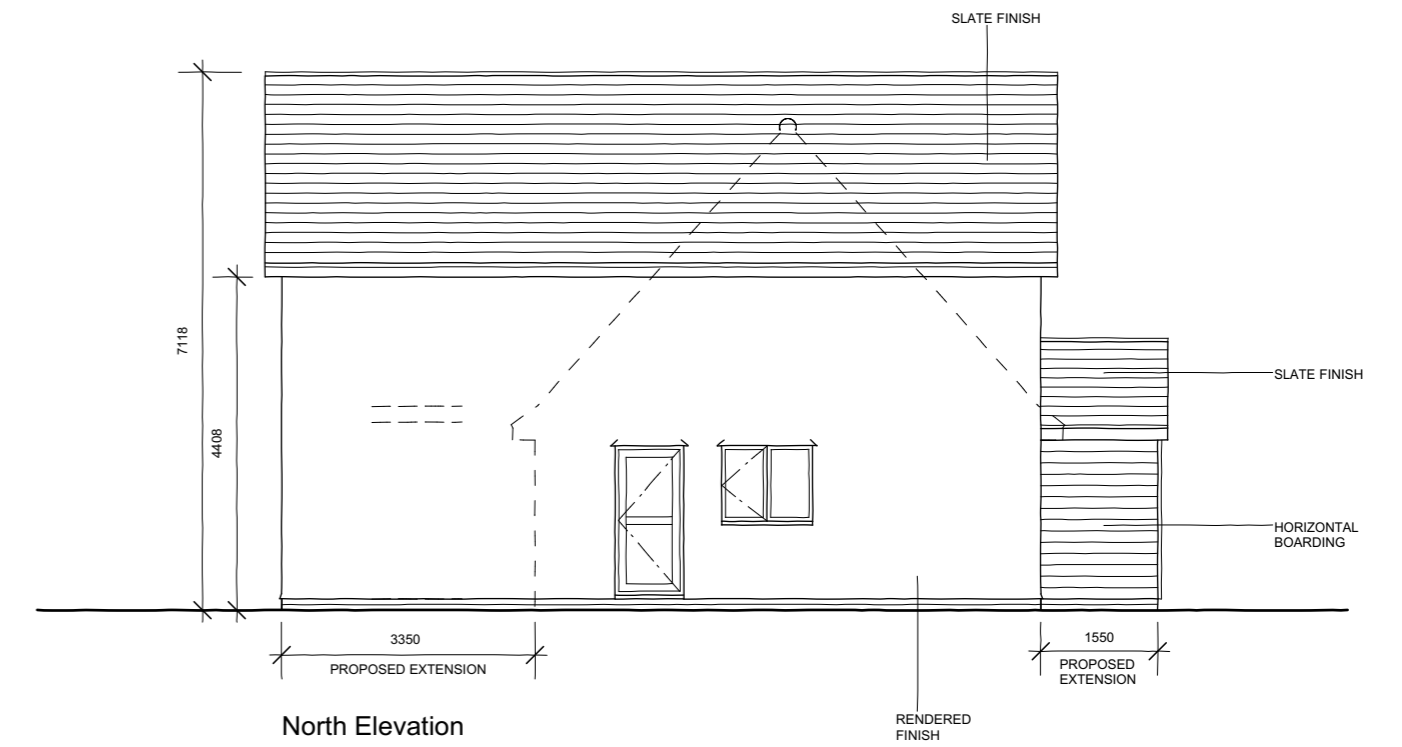 SLATE FINISH
7118
4408
SLATE FINISH
HORIZONTAL
BOARDING
3350
PROPOSED EXTENSION
1550
PROPOSED
EXTENSION
RENDERED
FINISH
North Elevation